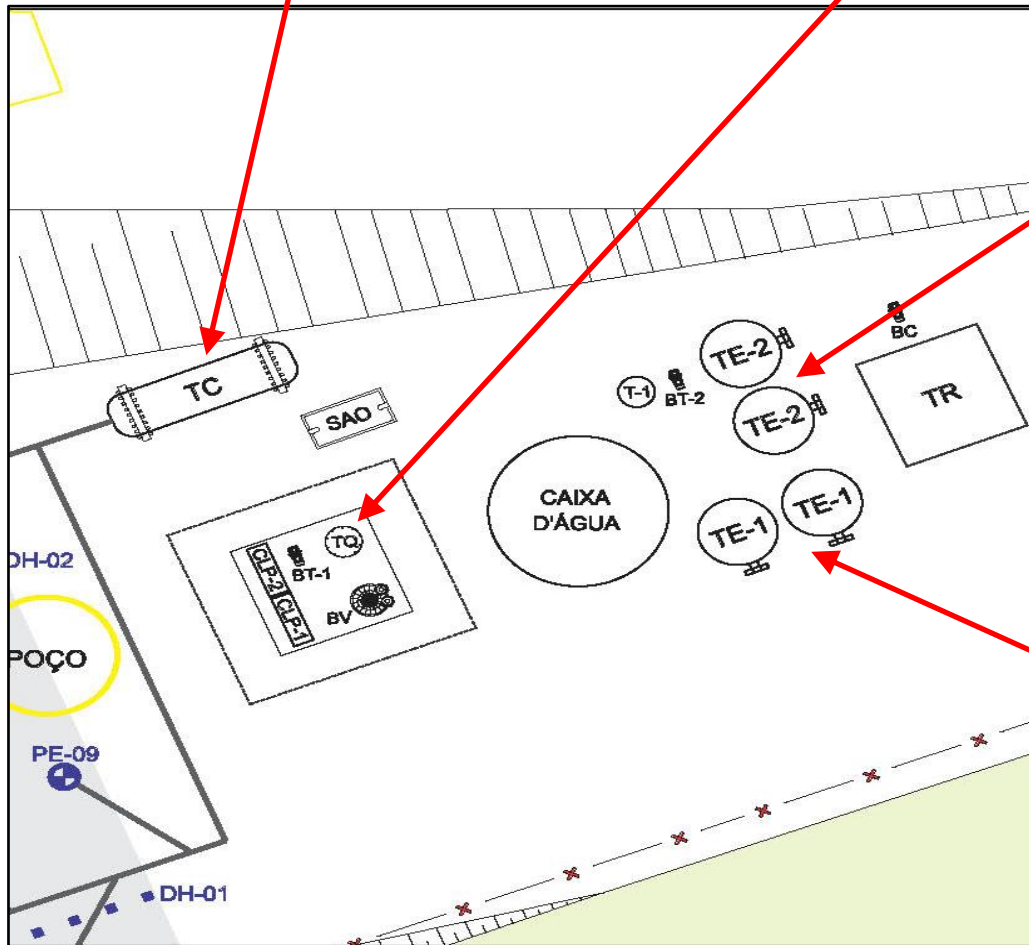 TC
SAO
T-1
BT-2
TE-2
TE-2
BC
TR
CAIXA
D'ÁGUA
TE-1
TE-1
TQ
BT-1
CLP-2
CLP-1
BV
DH-02
POÇO
PE-09
DH-01